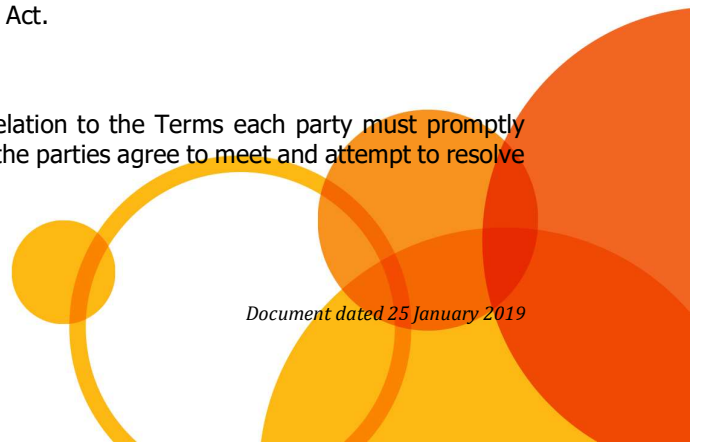 Act.
elation to the Terms each party must promptly
the parties agree to meet and attempt to resolve
Document dated 25 January 2019